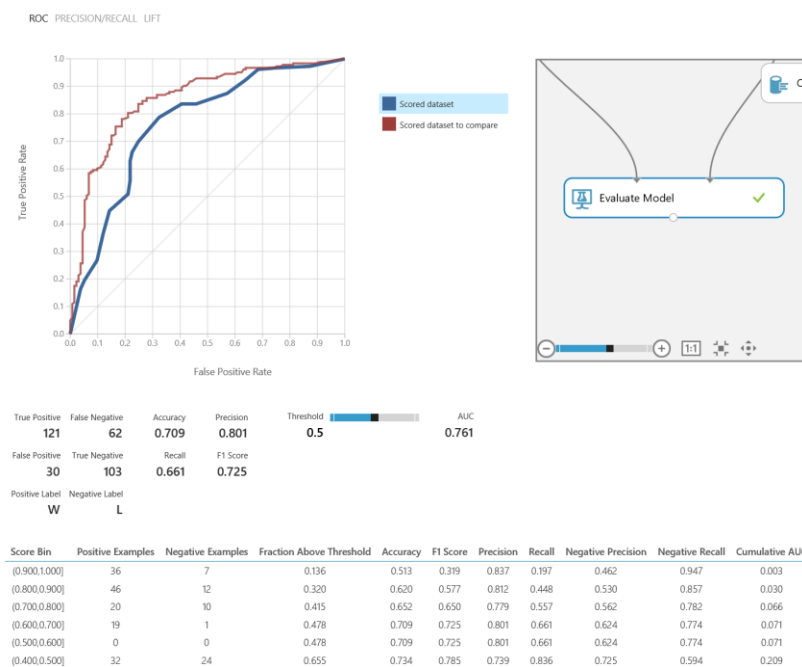 ROC PRECISION/RECALL LIFT
1.0
0.9
0.8
0.7
0.6
0.5
0.4
0.3
0.2
0.1
0.0
True Positive Rate
0.0 0.1 0.2 0.3 0.4 0.5 0.6 0.7 0.8 0.9 1.0
False Positive Rate
Scored dataset
Scored dataset to compare
Evaluate Model
1:1
True Positive False Negative Accuracy Precision Threshold AUC
121 62 0.709 0.801 0.5 0.761
False Positive True Negative Recall F1 Score
30 103 0.661 0.725
Positive Label Negative Label
W L
Score Bin Positive Examples Negative Examples Fraction Above Threshold Accuracy F1 Score Precision Recall Negative Precision Negative Recall Cumulative AU
(0.900,1.000] 36 7 0.136 0.513 0.319 0.837 0.197 0.462 0.947 0.003
(0.800,0.900] 46 12 0.320 0.620 0.577 0.812 0.448 0.530 0.857 0.030
(0.700,0.800] 20 10 0.415 0.652 0.650 0.779 0.557 0.562 0.782 0.066
(0.600,0.700] 19 1 0.478 0.709 0.725 0.801 0.661 0.624 0.774 0.071
(0.500,0.600] 0 0 0.478 0.709 0.725 0.801 0.661 0.624 0.774 0.071
(0.400,0.500] 32 24 0.655 0.734 0.785 0.739 0.836 0.725 0.594 0.209